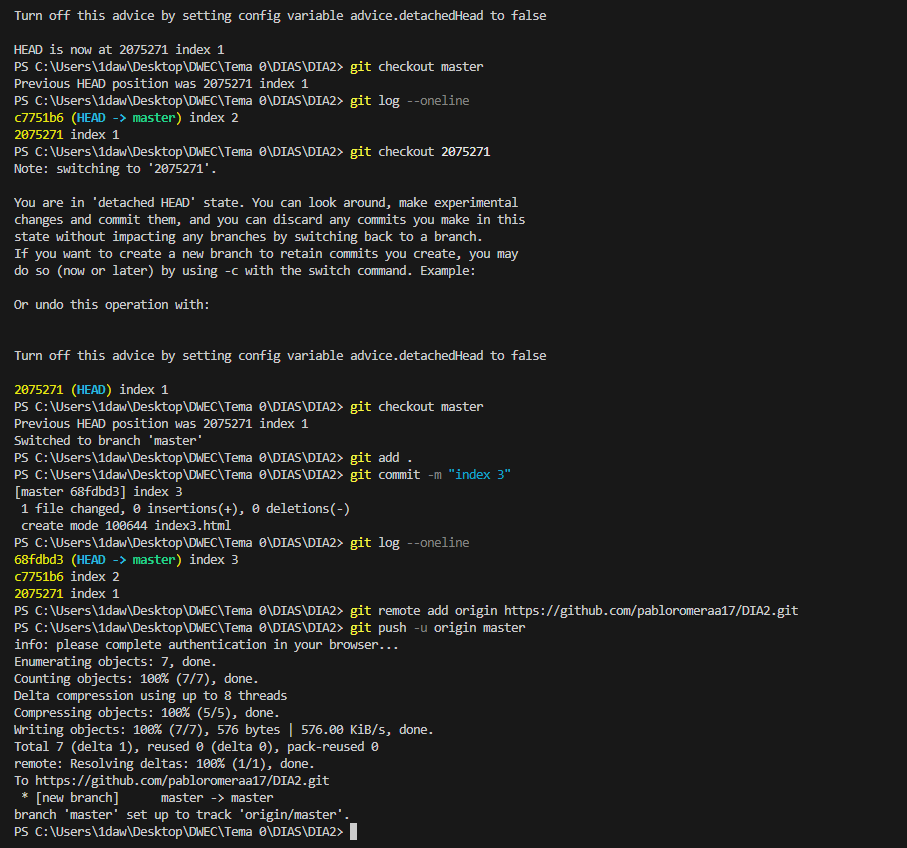 Turn off this advice by setting config variable advice.detachedHead to false
HEAD is now at 2075271 index 1
PS C:\Users\1daw\Desktop\DWEC\Tema 0\DIAS\DIA2> git checkout master
Previous HEAD position was 2075271 index 1
PS C:\Users\1daw\Desktop\DWEC\Tema 0\DIAS\DIA2> git log --oneline
c7751b6 (HEAD -> master) index 2
2075271 index 1
PS C:\Users\1daw\Desktop\DWEC\Tema 0\DIAS\DIA2> git checkout 2075271
Note: switching to '2075271'.
You are in 'detached HEAD' state. You can look around, make experimental
changes and commit them, and you can discard any commits you make in this
state without impacting any branches by switching back to a branch.
If you want to create a new branch to retain commits you create, you may
do so (now or later) by using -c with the switch command. Example:
Or undo this operation with:
Turn off this advice by setting config variable advice.detachedHead to false
2075271 (HEAD) index 1
PS C:\Users\1daw\Desktop\DWEC\Tema 0\DIAS\DIA2> git checkout master
Previous HEAD position was 2075271 index 1
Switched to branch 'master'
PS C:\Users\1daw\Desktop\DWEC\Tema 0\DIAS\DIA2> git add .
PS C:\Users\1daw\Desktop\DWEC\Tema 0\DIAS\DIA2> git commit -m "index 3"
[master 68fdbd3] index 3
 1 file changed, 0 insertions(+), 0 deletions(-)
 create mode 100644 index3.html
PS C:\Users\1daw\Desktop\DWEC\Tema 0\DIAS\DIA2> git log --oneline
68fdbd3 (HEAD -> master) index 3
c7751b6 index 2
2075271 index 1
PS C:\Users\1daw\Desktop\DWEC\Tema 0\DIAS\DIA2> git remote add origin https://github.com/pabloromeraa17/DIA2.git
PS C:\Users\1daw\Desktop\DWEC\Tema 0\DIAS\DIA2> git push -u origin master
info: please complete authentication in your browser...
Enumerating objects: 7, done.
Counting objects: 100% (7/7), done.
Delta compression using up to 8 threads
Compressing objects: 100% (5/5), done.
Writing objects: 100% (7/7), 576 bytes | 576.00 KiB/s, done.
Total 7 (delta 1), reused 0 (delta 0), pack-reused 0
remote: Resolving deltas: 100% (1/1), done.
To https://github.com/pabloromeraa17/DIA2.git
 * [new branch]      master -> master
branch 'master' set up to track 'origin/master'.
PS C:\Users\1daw\Desktop\DWEC\Tema 0\DIAS\DIA2>